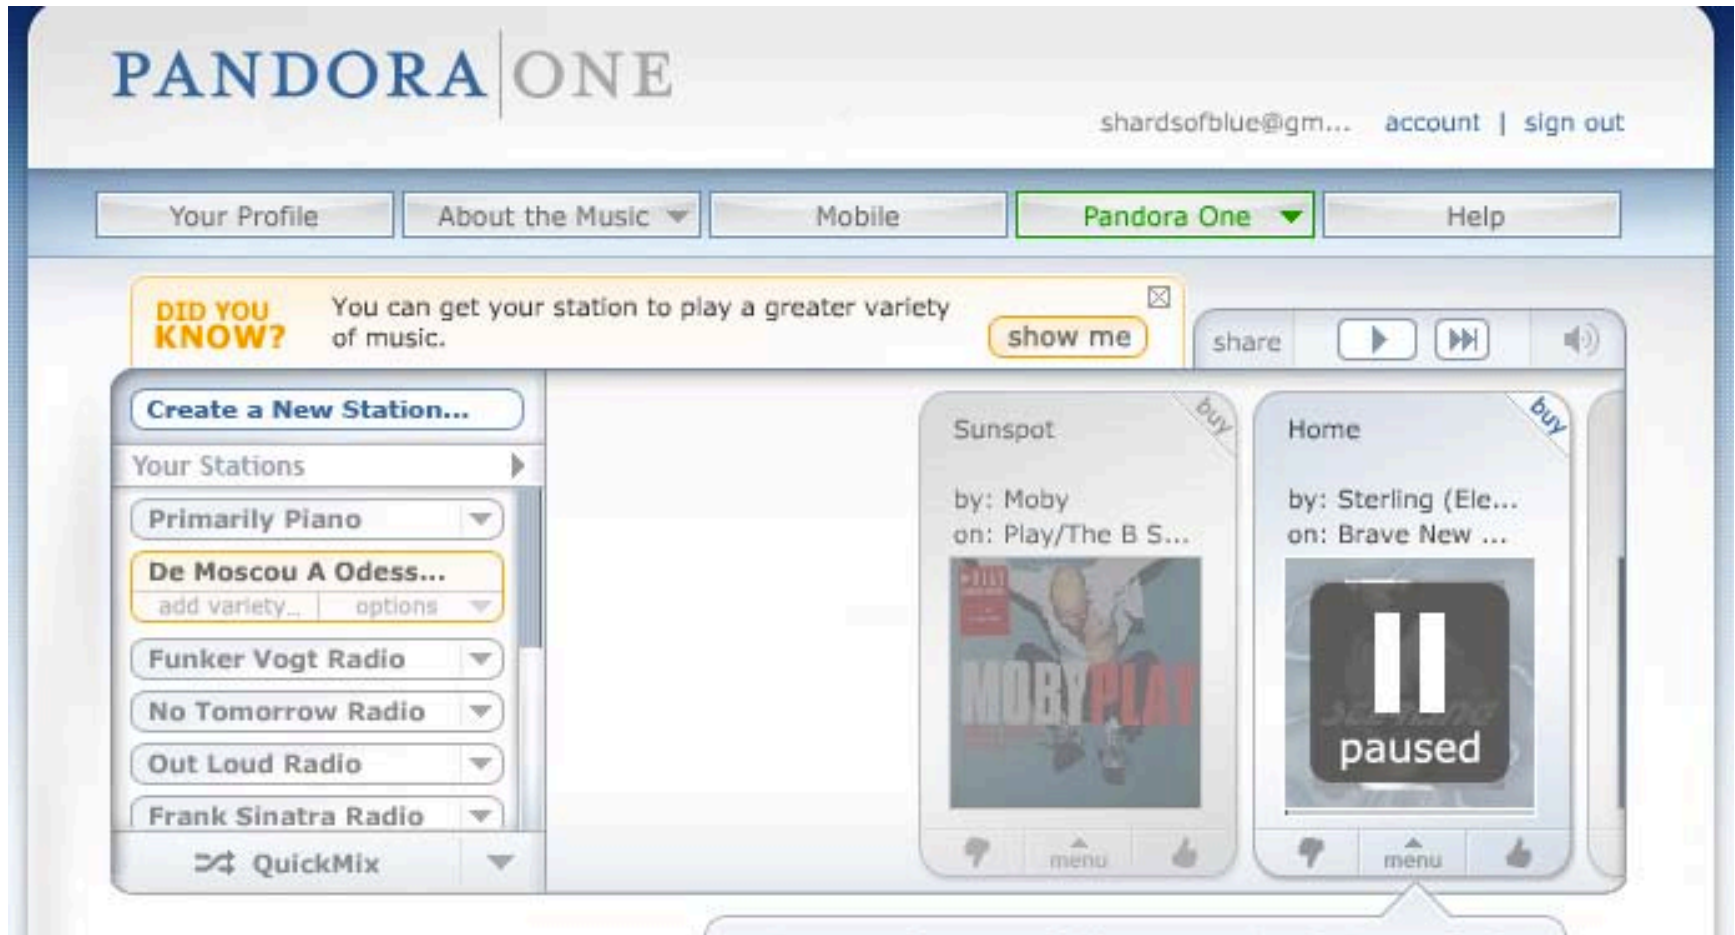 PANDORA ONE
shardsofblue@gm... account | sign out
Your Profile About the Music Mobile Pandora One Help
DID YOU
KNOW?
You can get your station to play a greater variety
of music.
show me
share
Create a New Station...
Your Stations
Primarily Piano
De Moscou A Odess...
add variety... options
Funker Vogt Radio
No Tomorrow Radio
Out Loud Radio
Frank Sinatra Radio
QuickMix
Sunspot
buy
by: Moby
on: Play/The B S...
MOBY PLAY
menu
Home
buy
by: Sterling (Ele...
on: Brave New ...
paused
menu